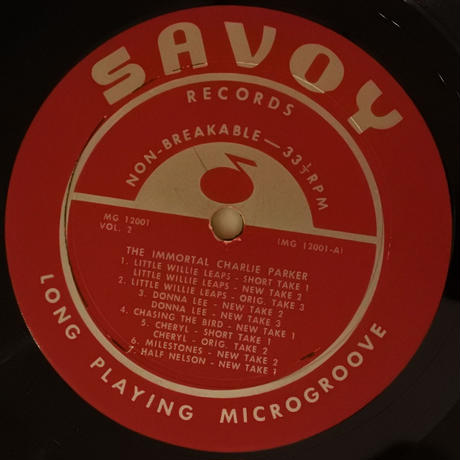 SAVOY
RECORDS
NON-BREAKABLE — 33⅓ RPM
MG 12001
VOL. 2
(MG 12001-A)
THE IMMORTAL CHARLIE PARKER
1. LITTLE WILLIE LEAPS - SHORT TAKE 1
LITTLE WILLIE LEAPS - NEW TAKE 2
2. LITTLE WILLIE LEAPS - ORIG. TAKE 3
3. DONNA LEE - NEW TAKE 2
DONNA LEE - NEW TAKE 3
4. CHASING THE BIRD - NEW TAKE 1
5. CHERYL - SHORT TAKE 1
CHERYL - ORIG. TAKE 2
6. MILESTONES - NEW TAKE 2
7. HALF NELSON - NEW TAKE 1
LONG PLAYING MICROGROOVE